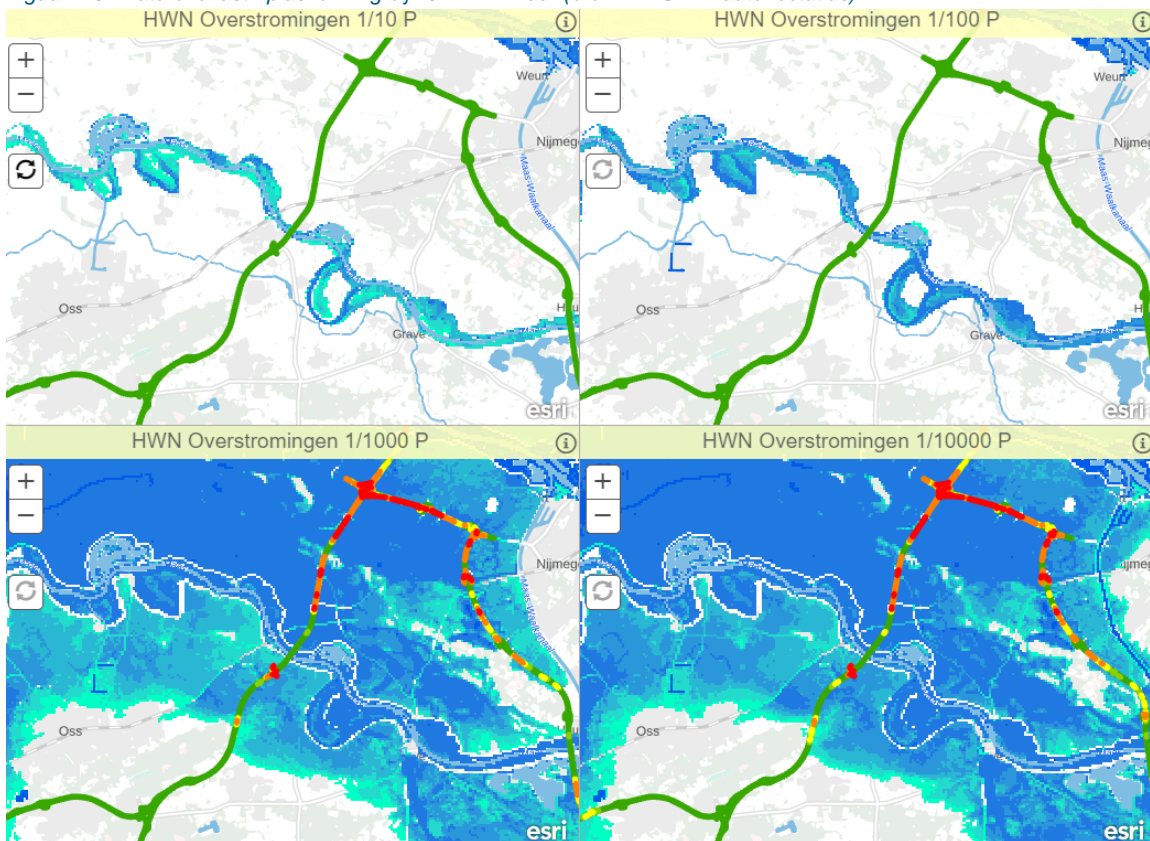 HWN Overstromingen 1/10 P
HWN Overstromingen 1/100 P
+
−
Weurt
Nijmeg
Maas-Waalkanaal
Oss
Grave
esri
+
−
Weurt
Nijmeg
Maas-Waalkanaal
Oss
Grave
esri
HWN Overstromingen 1/1000 P
HWN Overstromingen 1/10000 P
+
−
Nijmeg
Maas-Waalkanaal
Oss
esri
+
−
Oss
esri